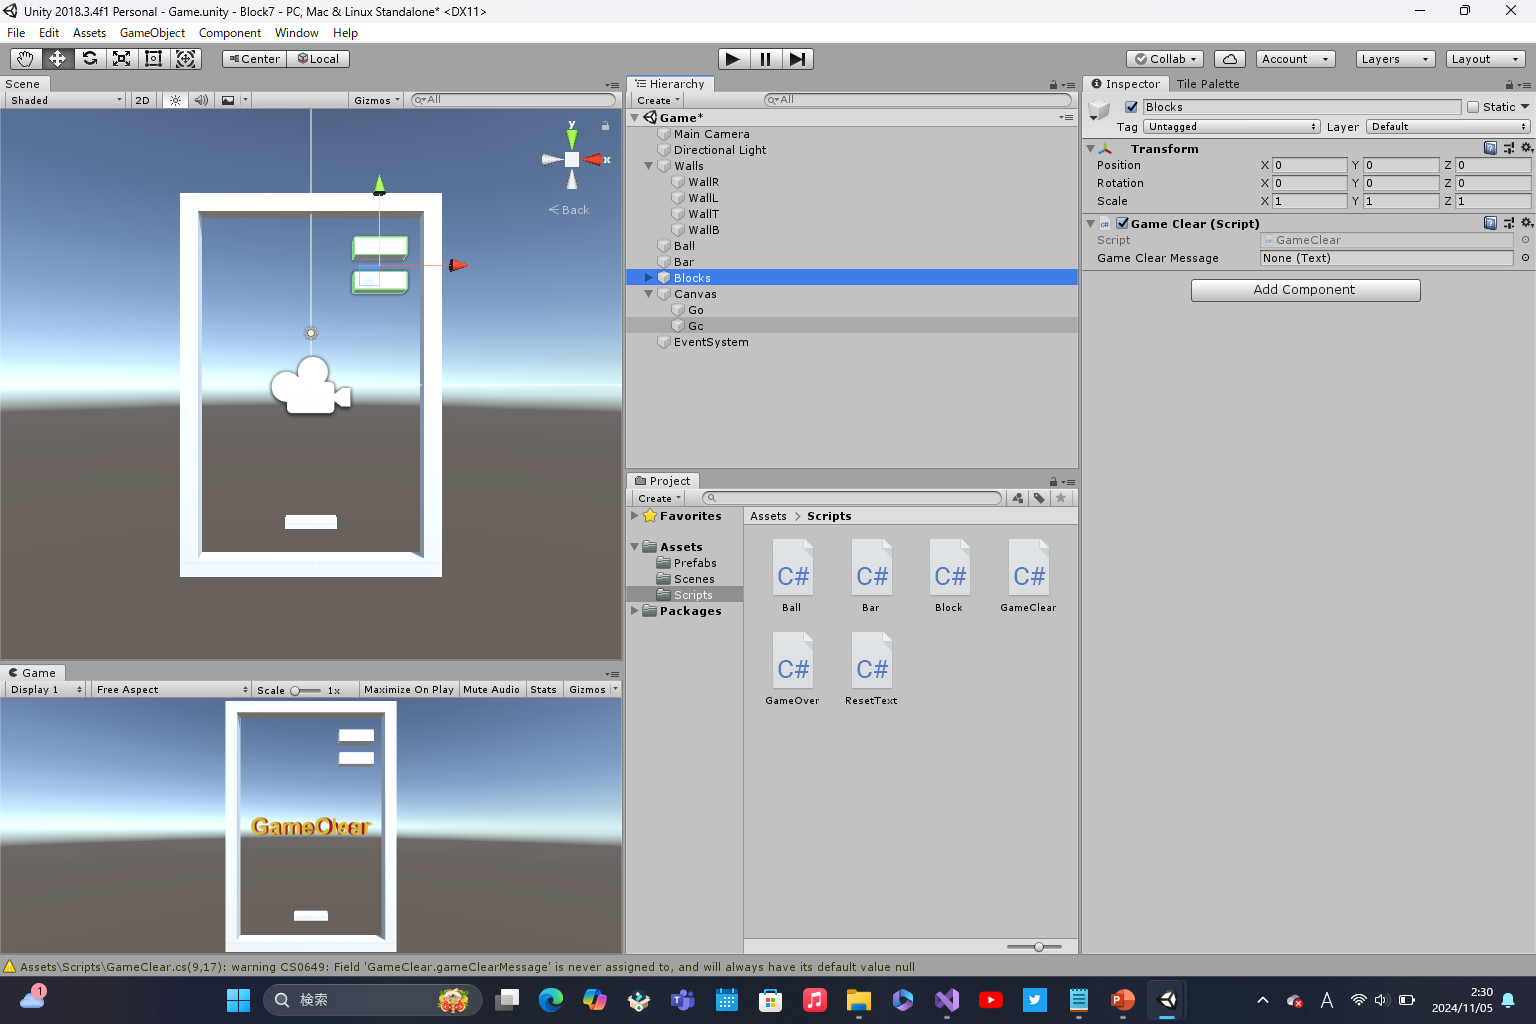 Unity 2018.3.4f1 Personal - Game.unity - Block7 - PC, Mac & Linux Standalone* <DX11>
File Edit Assets GameObject Component Window Help
Center Local Collab Account Layers Layout
Scene
Shaded 2D Gizmos All
y
x
Back
Game
Display 1 Free Aspect Scale 1x Maximize On Play Mute Audio Stats Gizmos
Hierarchy
Create All
Game*
Main Camera
Directional Light
Walls
WallR
WallL
WallT
WallB
Ball
Bar
Blocks
Canvas
Go
Gc
EventSystem
Project
Create
Favorites
Assets
Prefabs
Scenes
Scripts
Packages
Assets > Scripts
C# C# C# C#
Ball Bar Block GameClear
C# C#
GameOver ResetText
Inspector Tile Palette
Blocks Static
Tag Untagged Layer Default
Transform
Position X 0 Y 0 Z 0
Rotation X 0 Y 0 Z 0
Scale X 1 Y 1 Z 1
Game Clear (Script)
Script GameClear
Game Clear Message None (Text)
Add Component
Assets\Scripts\GameClear.cs(9,17): warning CS0649: Field 'GameClear.gameClearMessage' is never assigned to, and will always have its default value null
1
検索
A
2:30
2024/11/05